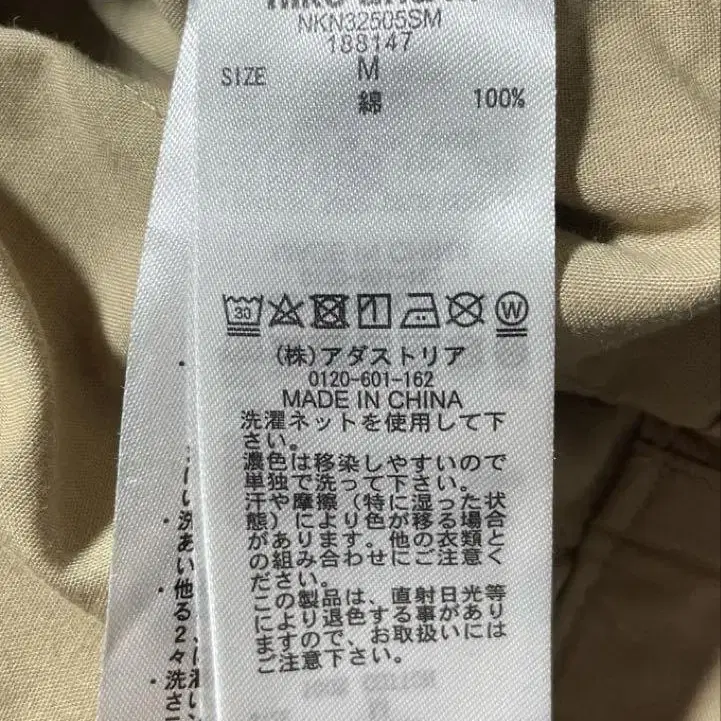 NKN32505SM
188147
SIZE M
綿 100%
30 W
(株)アダストリア
0120-601-162
MADE IN CHINA
洗濯ネットを使用して下
さい。
濃色は移染しやすいので
単独で洗って下さい。
汗や摩擦（特に湿った状
態）により色が移る場合
があります。他の衣類と
の組み合わせにご注意く
ださい。
この製品は、直射日光等
により退色する事があり
ますので、お取扱いには
ご注意下さい。